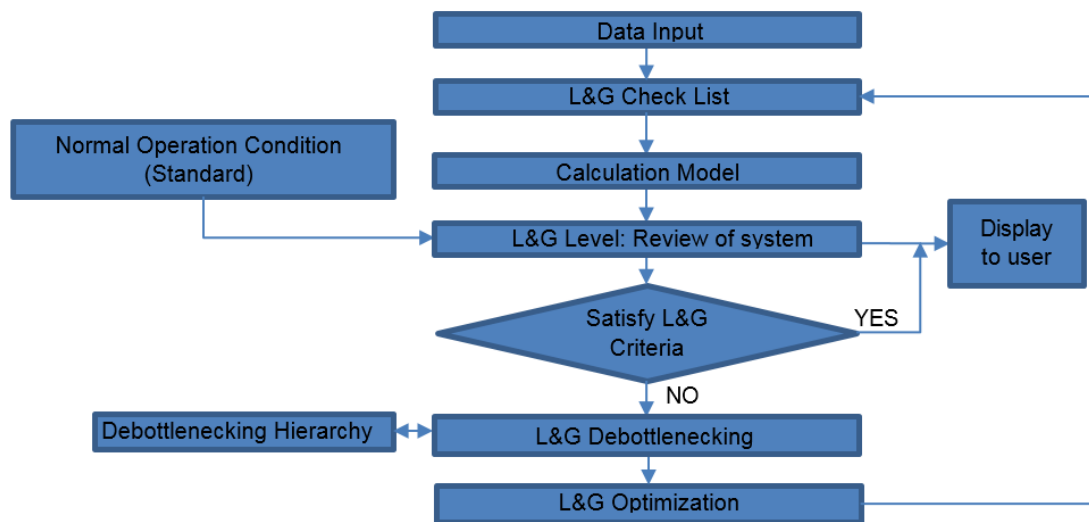 Data Input
L&G Check List
Normal Operation Condition
(Standard)
Calculation Model
L&G Level: Review of system
Display
to user
Satisfy L&G
Criteria
YES
NO
Debottlenecking Hierarchy
L&G Debottlenecking
L&G Optimization